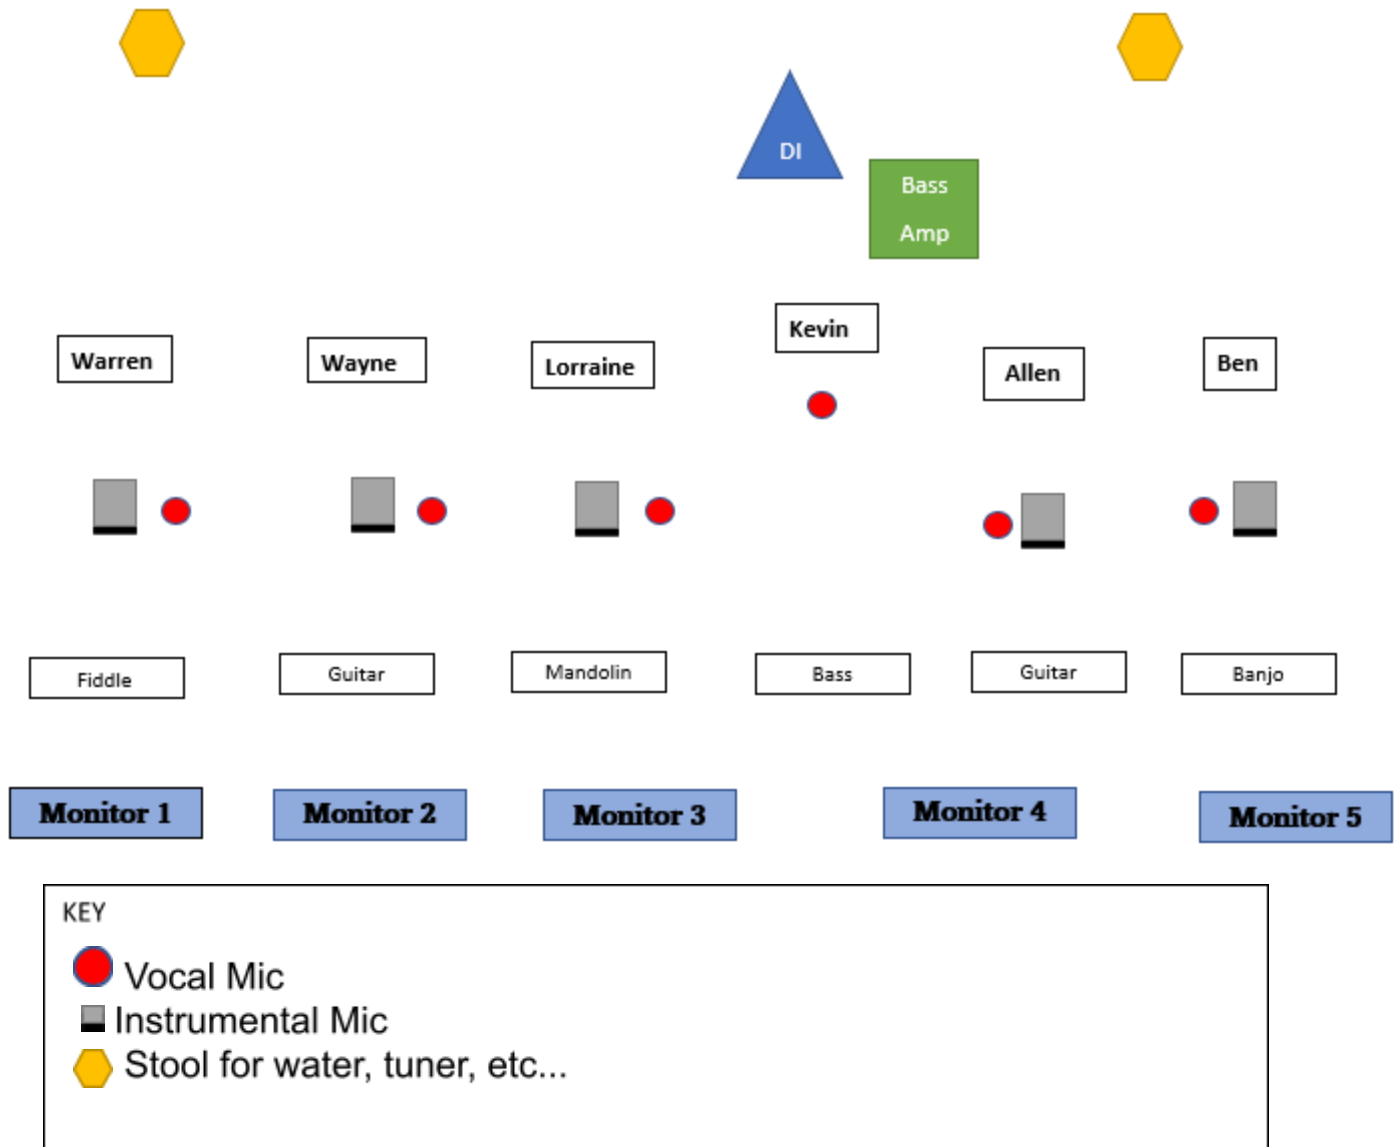 DI
Bass
Amp
Kevin
Warren
Wayne
Lorraine
Allen
Ben
Fiddle
Guitar
Mandolin
Bass
Guitar
Banjo
Monitor 1
Monitor 2
Monitor 3
Monitor 4
Monitor 5
KEY
Vocal Mic
Instrumental Mic
Stool for water, tuner, etc...